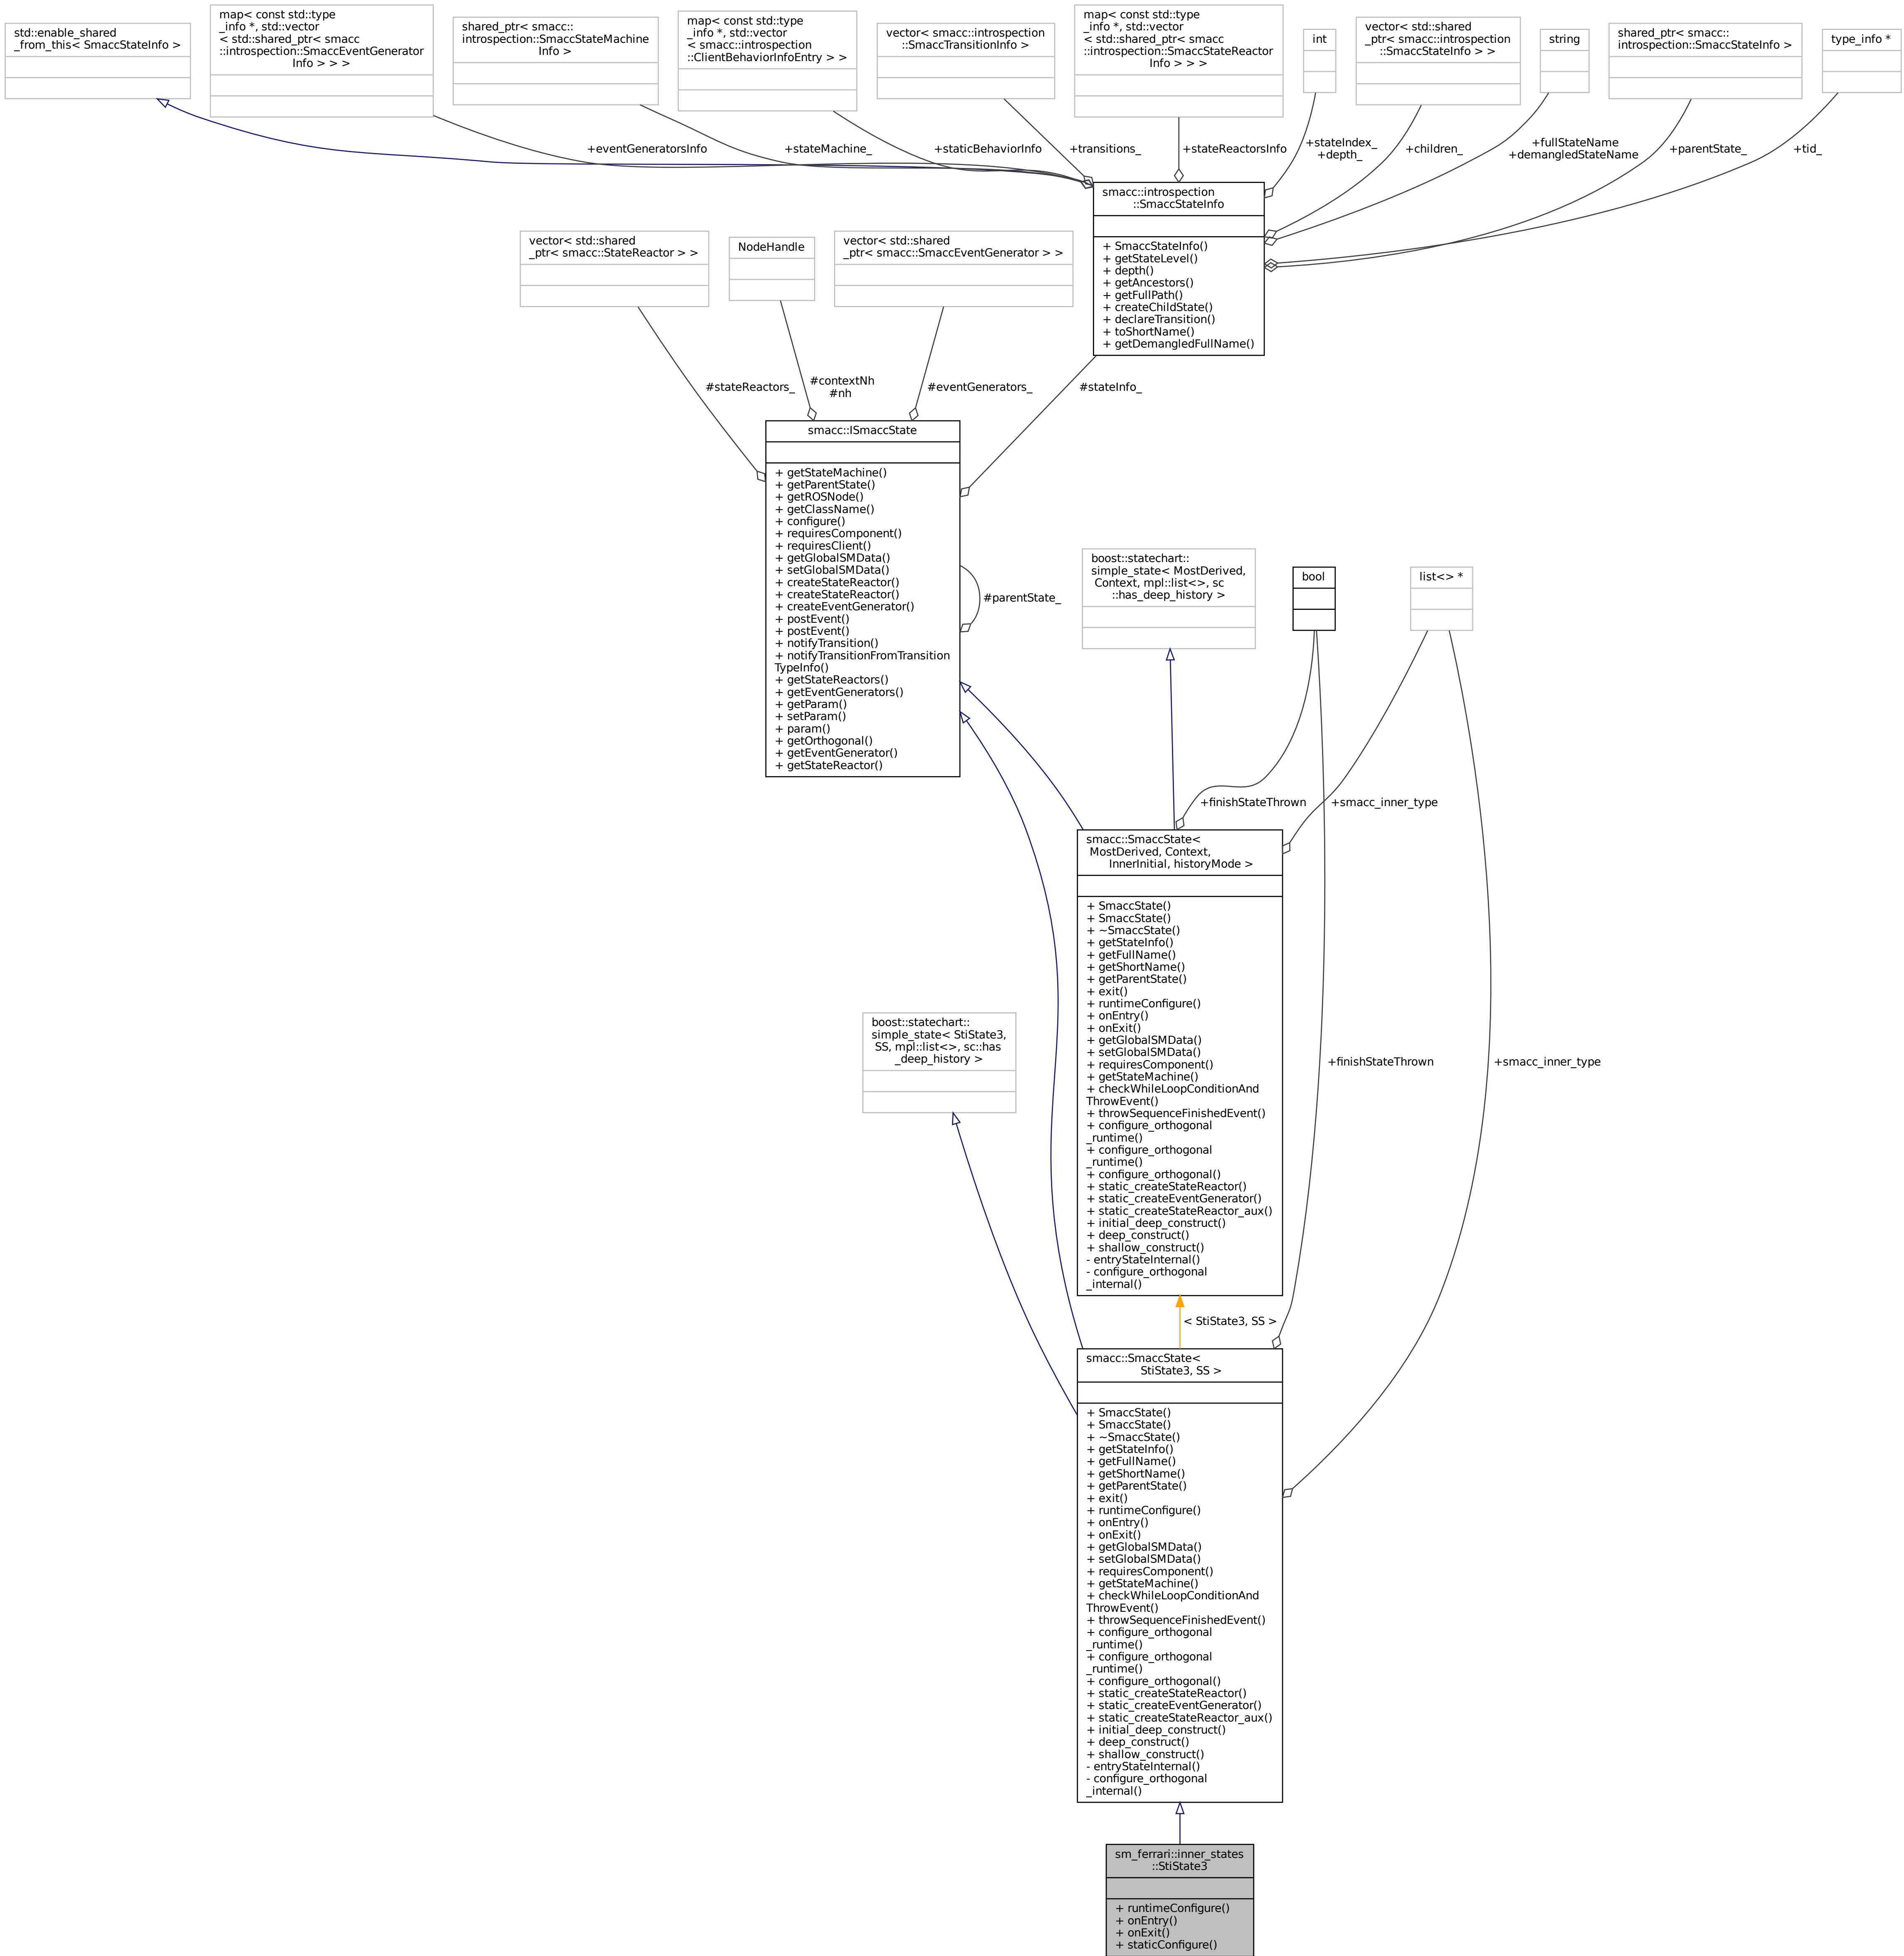 std::enable_shared
_from_this< SmaccStateInfo >
map< const std::type
_info *, std::vector
< std::shared_ptr< smacc
::introspection::SmaccEventGenerator
Info > > >
shared_ptr< smacc::
introspection::SmaccStateMachine
Info >
map< const std::type
_info *, std::vector
< smacc::introspection
::ClientBehaviorInfoEntry > >
vector< smacc::introspection
::SmaccTransitionInfo >
map< const std::type
_info *, std::vector
< std::shared_ptr< smacc
::introspection::SmaccStateReactor
Info > > >
int
vector< std::shared
_ptr< smacc::introspection
::SmaccStateInfo > >
string
shared_ptr< smacc::
introspection::SmaccStateInfo >
type_info *
+eventGeneratorsInfo
+stateMachine_
+staticBehaviorInfo
+transitions_
+stateReactorsInfo
+stateIndex_
+depth_
+children_
+fullStateName
+demangledStateName
+parentState_
+tid_
smacc::introspection
::SmaccStateInfo
+ SmaccStateInfo()
+ getStateLevel()
+ depth()
+ getAncestors()
+ getFullPath()
+ createChildState()
+ declareTransition()
+ toShortName()
+ getDemangledFullName()
vector< std::shared
_ptr< smacc::StateReactor > >
NodeHandle
vector< std::shared
_ptr< smacc::SmaccEventGenerator > >
#stateReactors_
#contextNh
#nh
#eventGenerators_
#stateInfo_
smacc::ISmaccState
+ getStateMachine()
+ getParentState()
+ getROSNode()
+ getClassName()
+ configure()
+ requiresComponent()
+ requiresClient()
+ getGlobalSMData()
+ setGlobalSMData()
+ createStateReactor()
+ createStateReactor()
+ createEventGenerator()
+ postEvent()
+ postEvent()
+ notifyTransition()
+ notifyTransitionFromTransition
TypeInfo()
+ getStateReactors()
+ getEventGenerators()
+ getParam()
+ setParam()
+ param()
+ getOrthogonal()
+ getEventGenerator()
+ getStateReactor()
#parentState_
boost::statechart::
simple_state< MostDerived,
Context, mpl::list<>, sc
::has_deep_history >
bool
list<> *
+finishStateThrown
+smacc_inner_type
smacc::SmaccState<
MostDerived, Context,
InnerInitial, historyMode >
+ SmaccState()
+ SmaccState()
+ ~SmaccState()
+ getStateInfo()
+ getFullName()
+ getShortName()
+ getParentState()
+ exit()
+ runtimeConfigure()
+ onEntry()
+ onExit()
+ getGlobalSMData()
+ setGlobalSMData()
+ requiresComponent()
+ getStateMachine()
+ checkWhileLoopConditionAnd
ThrowEvent()
+ throwSequenceFinishedEvent()
+ configure_orthogonal
_runtime()
+ configure_orthogonal
_runtime()
+ configure_orthogonal()
+ static_createStateReactor()
+ static_createEventGenerator()
+ static_createStateReactor_aux()
+ initial_deep_construct()
+ deep_construct()
+ shallow_construct()
- entryStateInternal()
- configure_orthogonal
_internal()
boost::statechart::
simple_state< StiState3,
SS, mpl::list<>, sc::has
_deep_history >
+finishStateThrown
+smacc_inner_type
< StiState3, SS >
smacc::SmaccState<
StiState3, SS >
+ SmaccState()
+ SmaccState()
+ ~SmaccState()
+ getStateInfo()
+ getFullName()
+ getShortName()
+ getParentState()
+ exit()
+ runtimeConfigure()
+ onEntry()
+ onExit()
+ getGlobalSMData()
+ setGlobalSMData()
+ requiresComponent()
+ getStateMachine()
+ checkWhileLoopConditionAnd
ThrowEvent()
+ throwSequenceFinishedEvent()
+ configure_orthogonal
_runtime()
+ configure_orthogonal
_runtime()
+ configure_orthogonal()
+ static_createStateReactor()
+ static_createEventGenerator()
+ static_createStateReactor_aux()
+ initial_deep_construct()
+ deep_construct()
+ shallow_construct()
- entryStateInternal()
- configure_orthogonal
_internal()
sm_ferrari::inner_states
::StiState3
+ runtimeConfigure()
+ onEntry()
+ onExit()
+ staticConfigure()